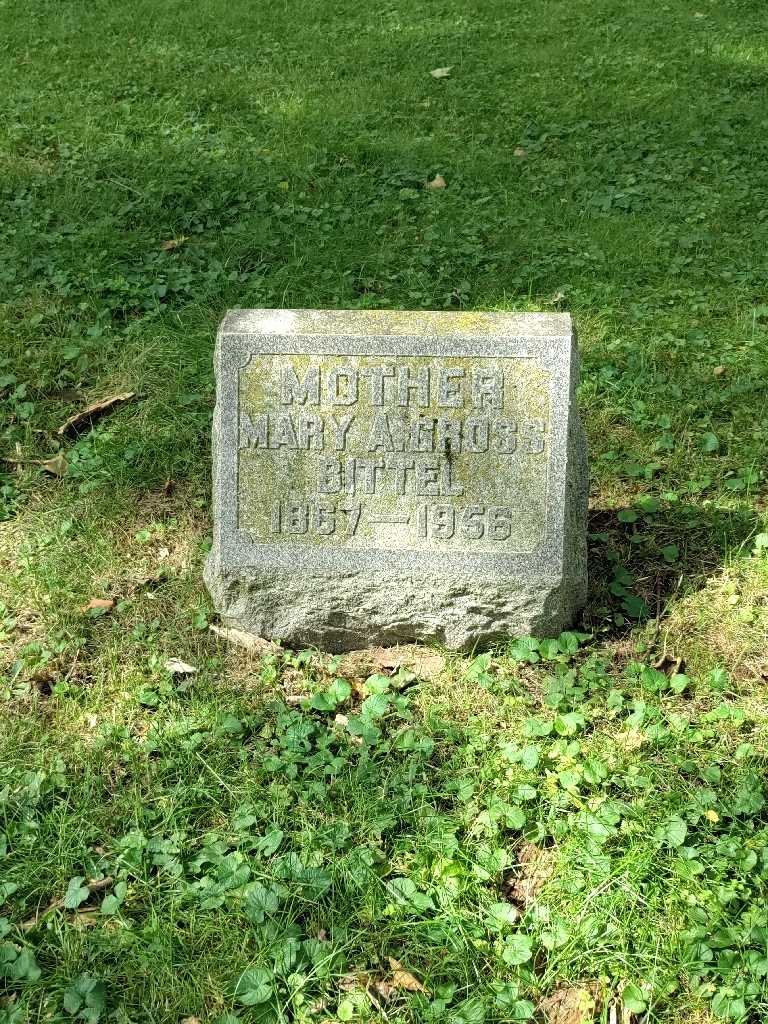 MOTHER
MARY A. GROSS
BITTEL
1867—1956